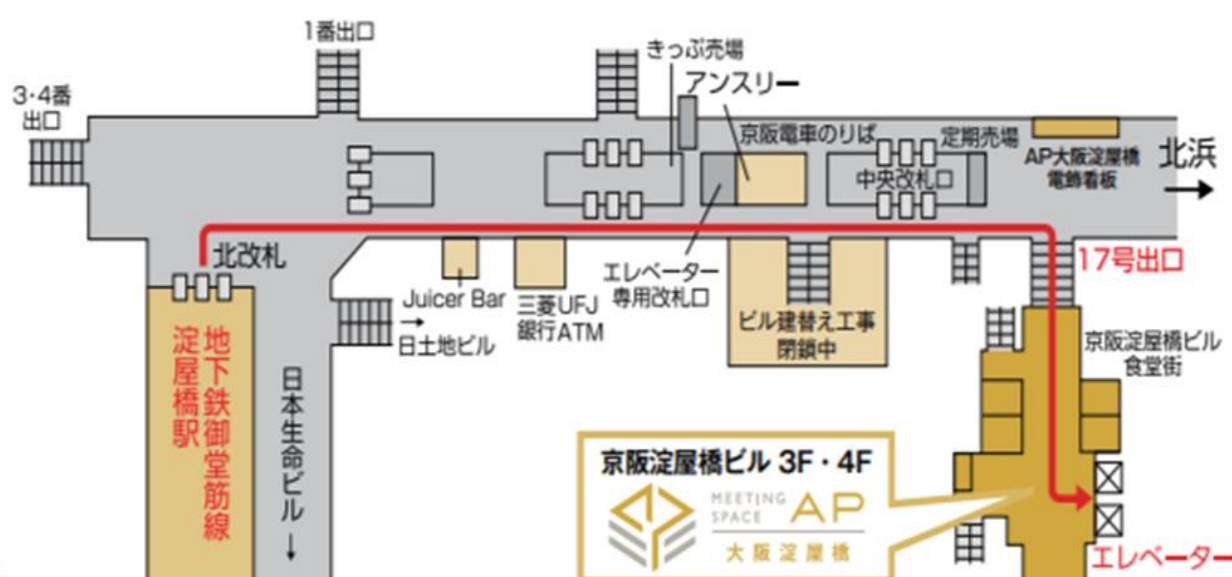 1番出口
きっぷ売場
アンスリー
3・4番
出口
京阪電車のりば
定期売場
AP大阪淀屋橋
電飾看板
北浜
中央改札口
北改札
17号出口
Juicer Bar
三菱UFJ
銀行ATM
エレベーター
専用改札口
ビル建替え工事
閉鎖中
日土地ビル
京阪淀屋橋ビル
食堂街
地下鉄御堂筋線
淀屋橋駅
日本生命ビル
京阪淀屋橋ビル 3F・4F
MEETING
SPACE
AP
大阪淀屋橋
エレベーター